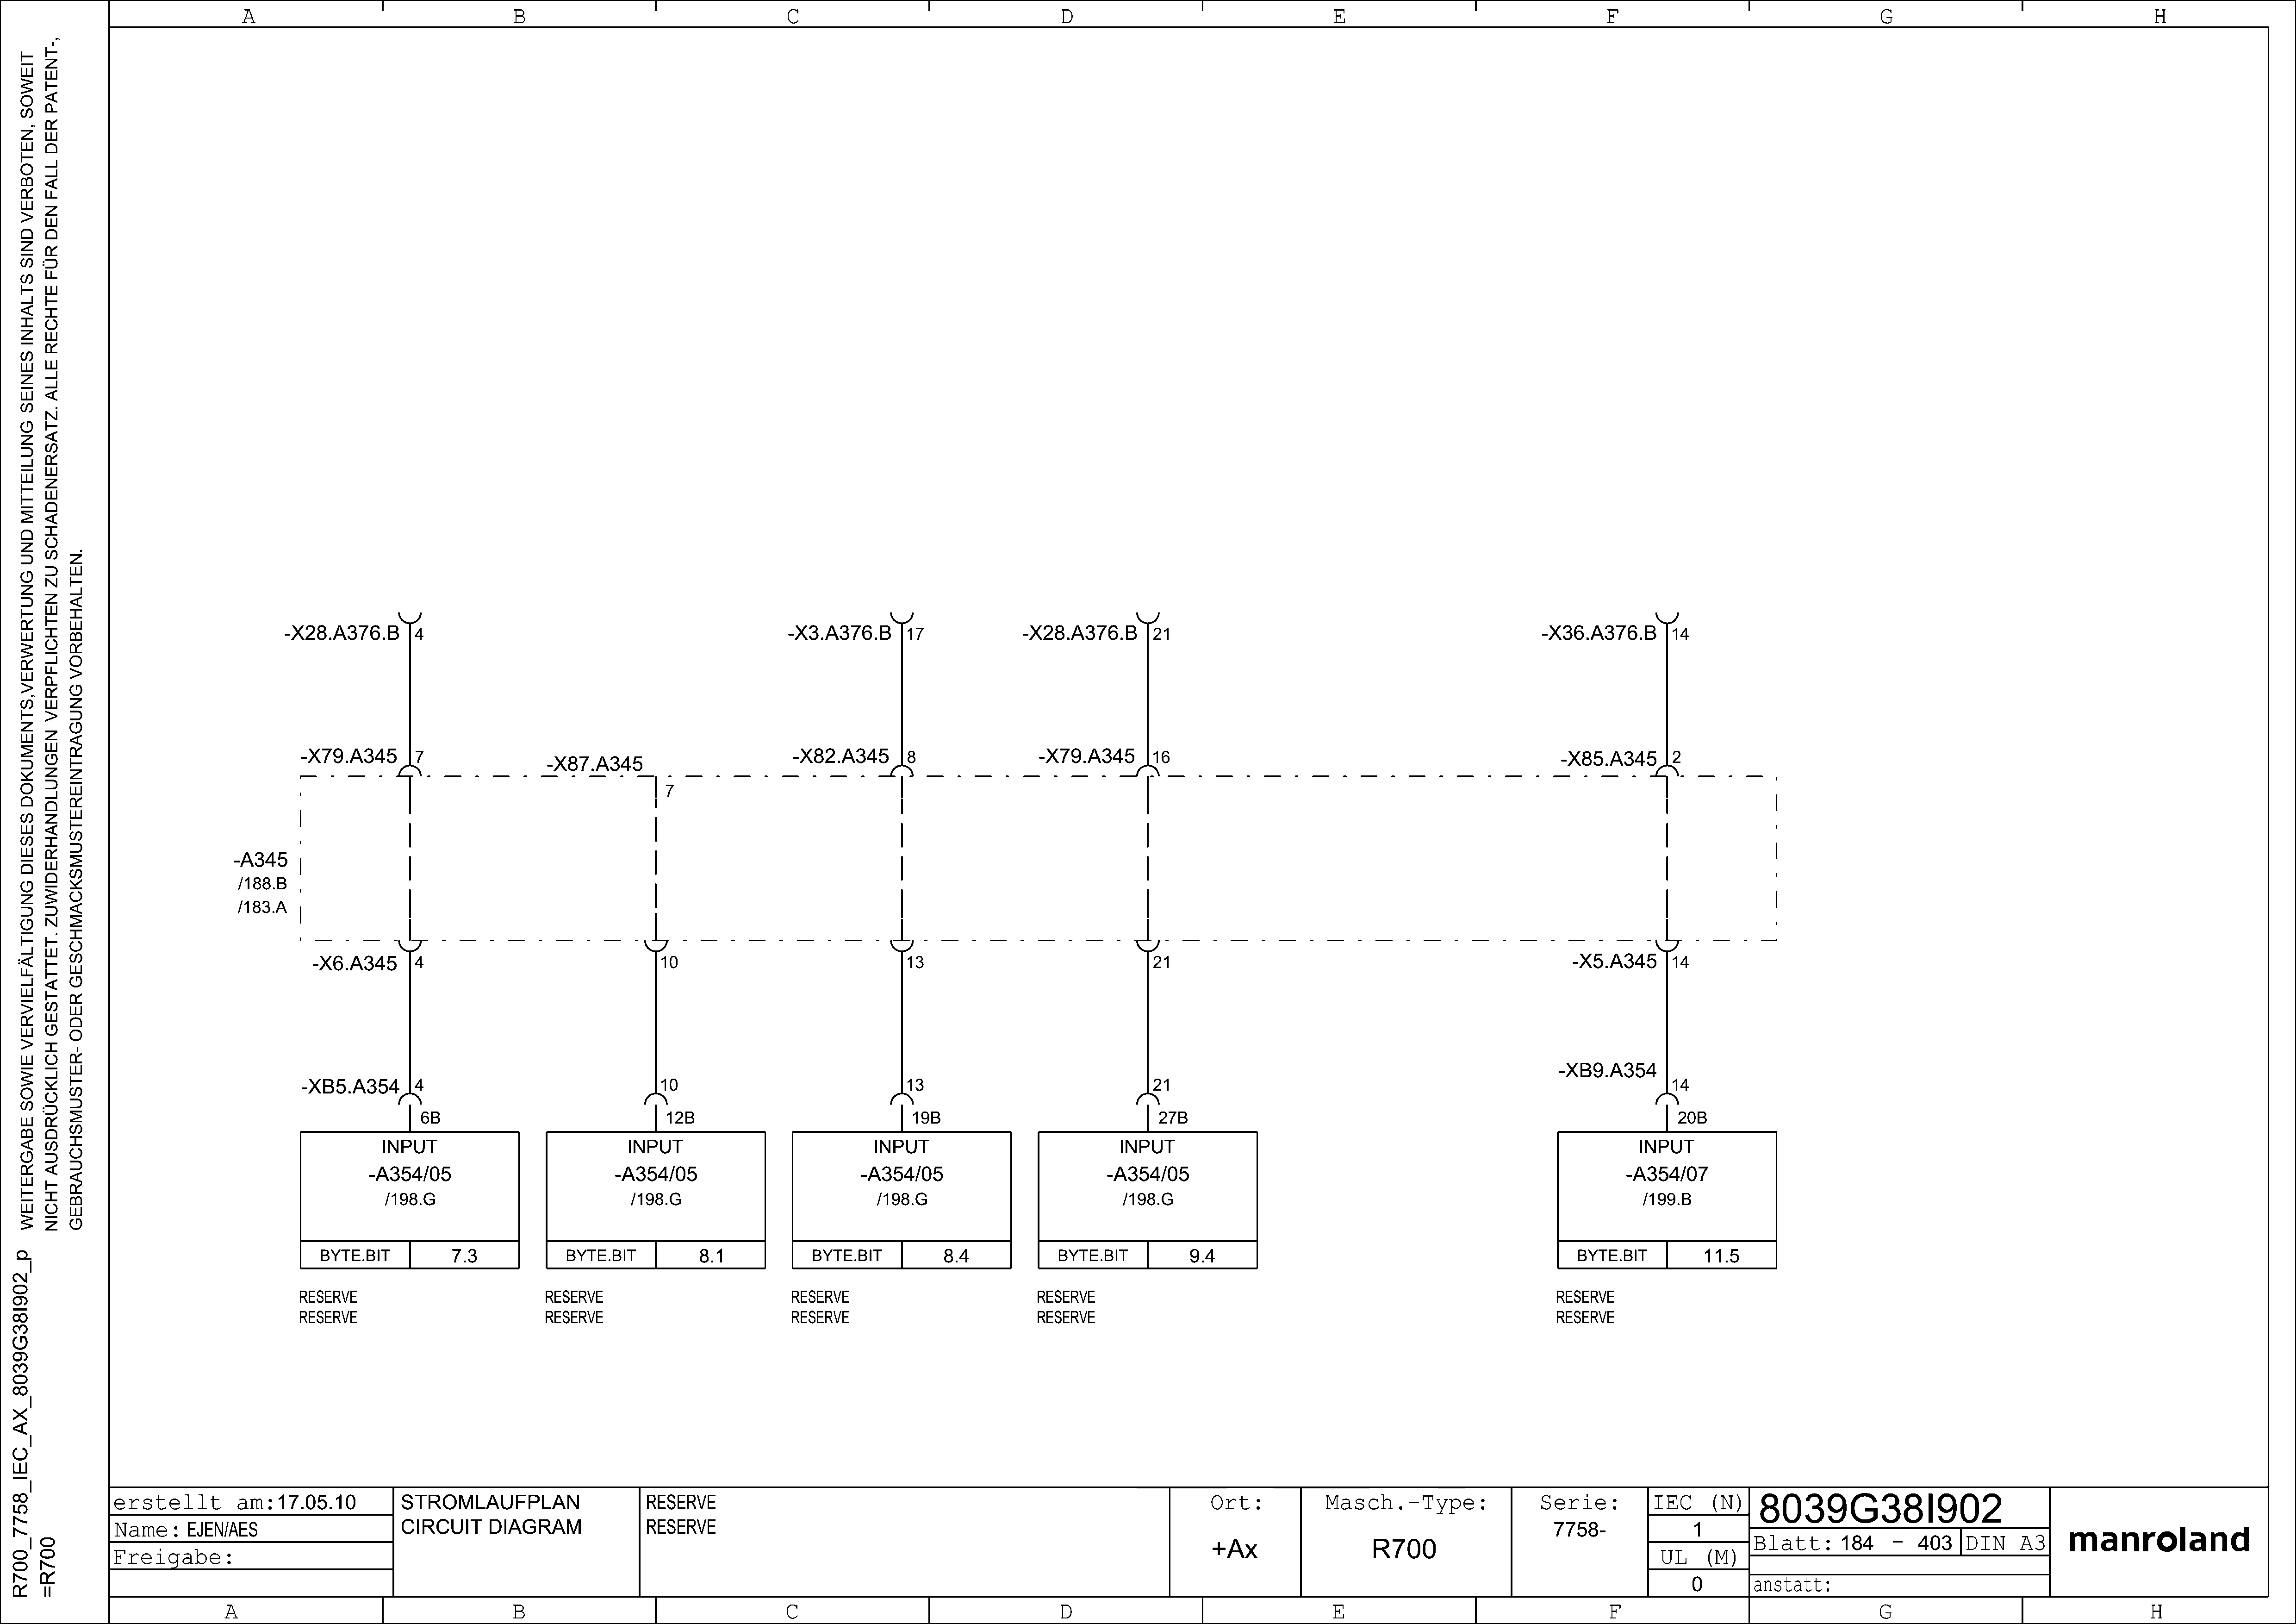 A B C D E F G H
WEITERGABE SOWIE VERVIELFÄLTIGUNG DIESES DOKUMENTS,VERWERTUNG UND MITTEILUNG SEINES INHALTS SIND VERBOTEN, SOWEIT
NICHT AUSDRÜCKLICH GESTATTET. ZUWIDERHANDLUNGEN VERPFLICHTEN ZU SCHADENERSATZ. ALLE RECHTE FÜR DEN FALL DER PATENT-,
GEBRAUCHSMUSTER- ODER GESCHMACKSMUSTEREINTRAGUNG VORBEHALTEN.
R700_7758_IEC_AX_8039G38I902_p
=R700
-X28.A376.B 4 -X3.A376.B 17 -X28.A376.B 21 -X36.A376.B 14
-X79.A345 7 -X87.A345 -X82.A345 8 -X79.A345 16 -X85.A345 2
7
-A345
/188.B
/183.A
-X6.A345 4 10 13 21 -X5.A345 14
-XB5.A354 4 10 13 21 -XB9.A354 14
6B 12B 19B 27B 20B
INPUT INPUT INPUT INPUT INPUT
-A354/05 -A354/05 -A354/05 -A354/05 -A354/07
/198.G /198.G /198.G /198.G /199.B
BYTE.BIT 7.3 BYTE.BIT 8.1 BYTE.BIT 8.4 BYTE.BIT 9.4 BYTE.BIT 11.5
RESERVE RESERVE RESERVE RESERVE RESERVE
RESERVE RESERVE RESERVE RESERVE RESERVE
erstellt am:17.05.10
Name: EJEN/AES
Freigabe:
STROMLAUFPLAN
CIRCUIT DIAGRAM
RESERVE
RESERVE
Ort:
+Ax
Masch.-Type:
R700
Serie:
7758-
IEC (N)
1
UL (M)
0
8039G38I902
Blatt: 184 - 403 DIN A3
anstatt:
manroland
A B C D E F G H